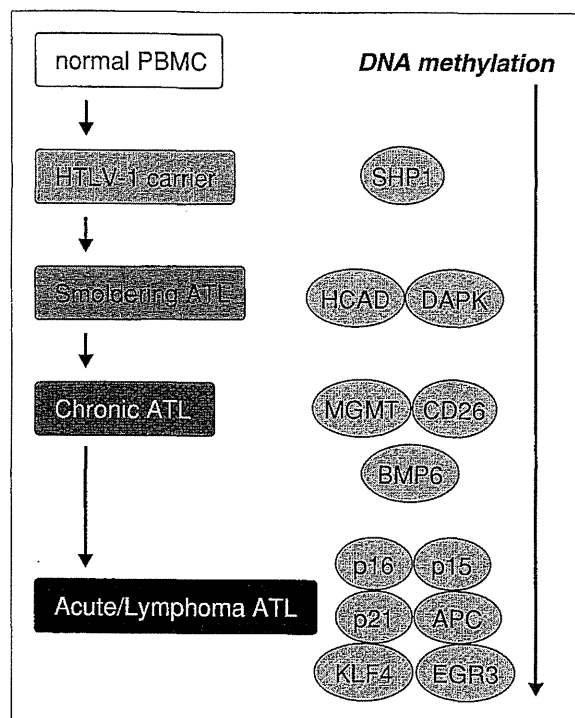 normal PBMC
DNA methylation
HTLV-1 carrier
SHP1
Smoldering ATL
HCAD DAPK
Chronic ATL
MGMT CD26
BMP6
Acute/Lymphoma ATL
p16 p15
p21 APC
KLF4 EGR3